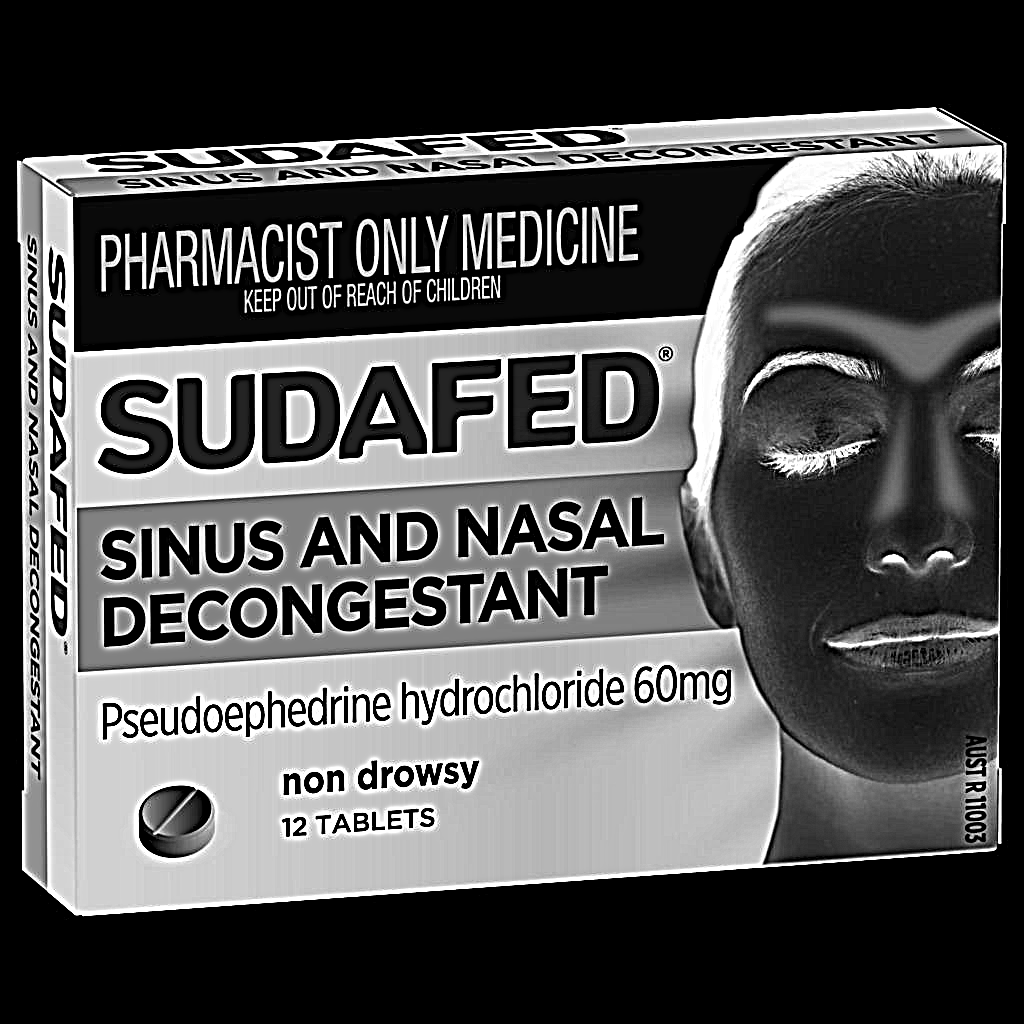 SUDAFED
SINUS AND NASAL DECONGESTANT
PHARMACIST ONLY MEDICINE
KEEP OUT OF REACH OF CHILDREN
SUDAFED®
SINUS AND NASAL
DECONGESTANT
Pseudoephedrine hydrochloride 60mg
non drowsy
12 TABLETS
AUST R 11003
SUDAFED®
SINUS AND NASAL DECONGESTANT